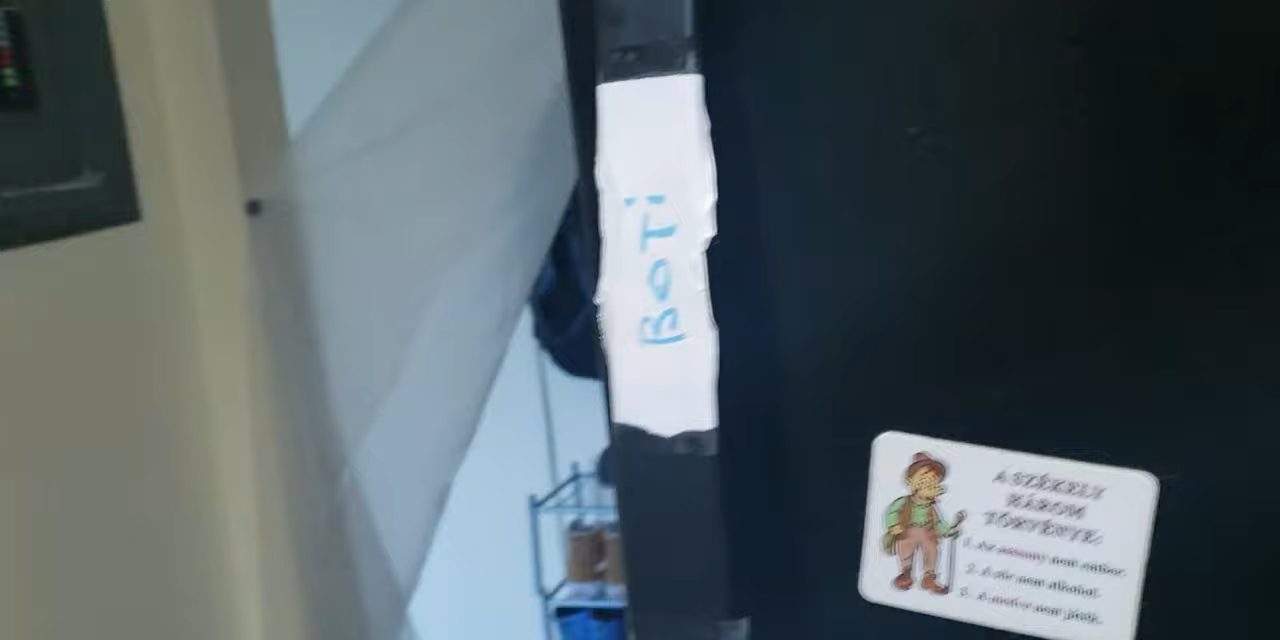 BOTI
A SZÉKELY
HÁROM
TÖRVÉNYE:
1. Az asszony nem ember.
2. A sör nem alkohol.
3. A medve nem játék.